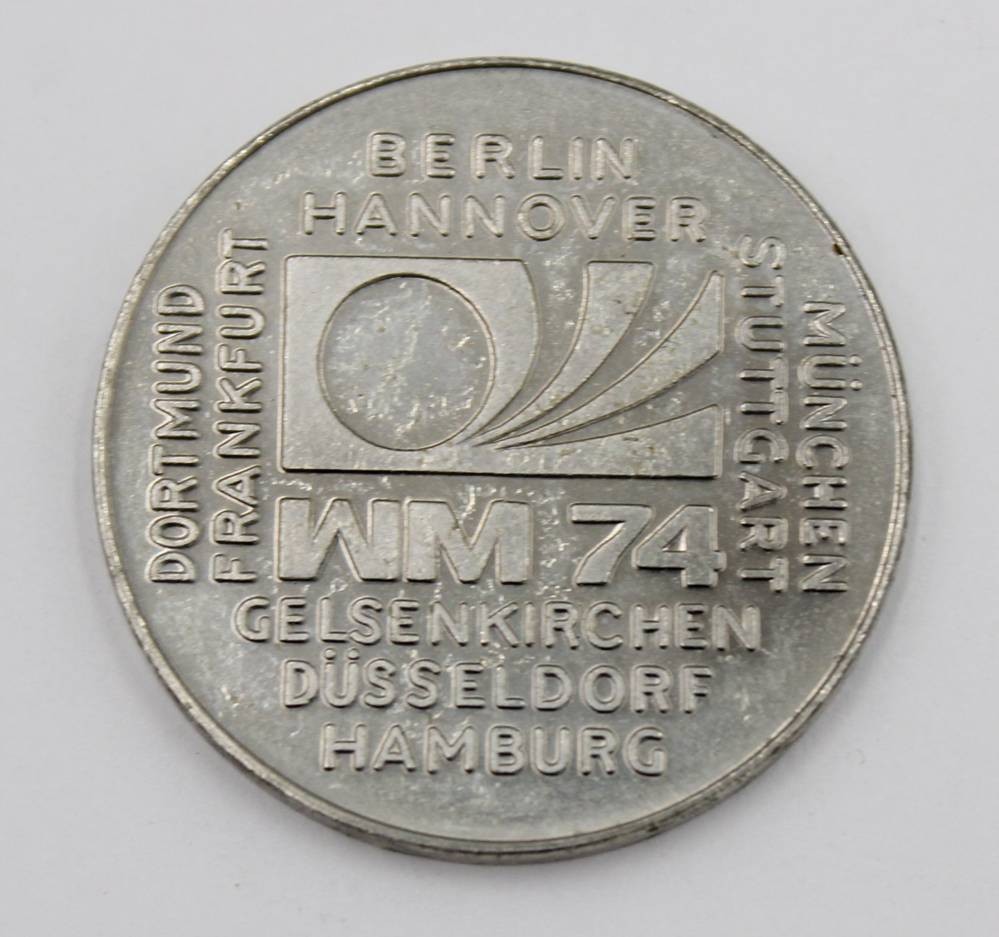 BERLIN
HANNOVER
DORTMUND
FRANKFURT
STUTTGART
MÜNCHEN
WM 74
GELSENKIRCHEN
DÜSSELDORF
HAMBURG